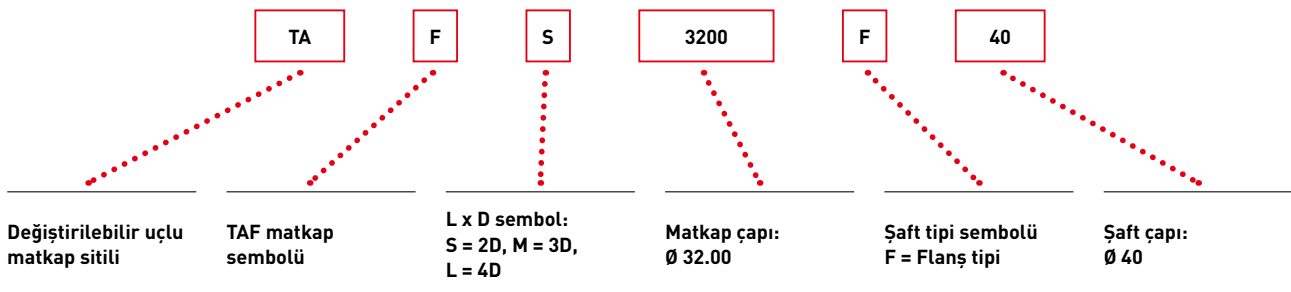 TA F S 3200 F 40
Değiştirilebilir uçlu
matkap sitili
TAF matkap
sembolü
L x D sembol:
S = 2D, M = 3D,
L = 4D
Matkap çapı:
Ø 32.00
Şaft tipi sembolü
F = Flanş tipi
Şaft çapı:
Ø 40